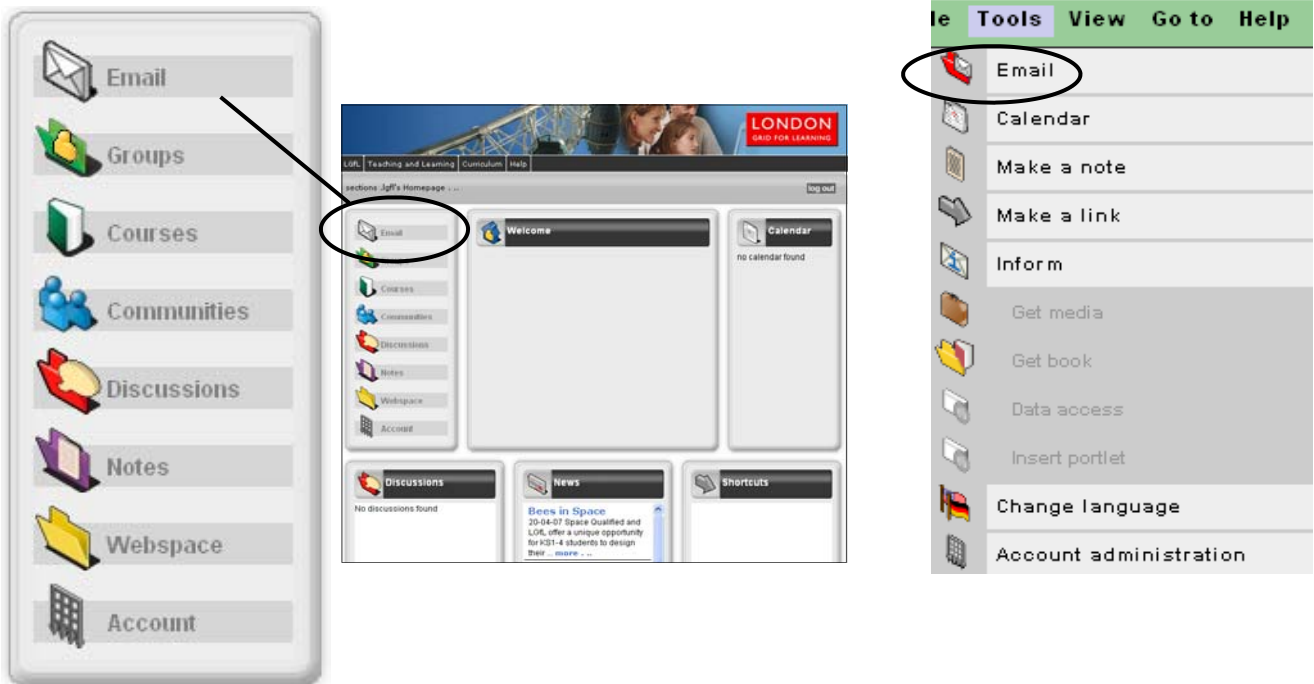 Email
Groups
Courses
Communities
Discussions
Notes
Webspace
Account
LONDON
GRID FOR LEARNING
LGfL Teaching and Learning Curriculum Help
sections .lgfl's Homepage . . .
log out
Email
Courses
Communities
Discussions
Notes
Webspace
Account
Welcome
Calendar
no calendar found
Discussions
No discussions found
News
Bees in Space
20-04-07 Space Qualified and
LGfL offer a unique opportunity
for KS1-4 students to design
their ... more . . .
Shortcuts
le Tools View Go to Help
Email
Calendar
Make a note
Make a link
Inform
Get media
Get book
Data access
Insert portlet
Change language
Account administration